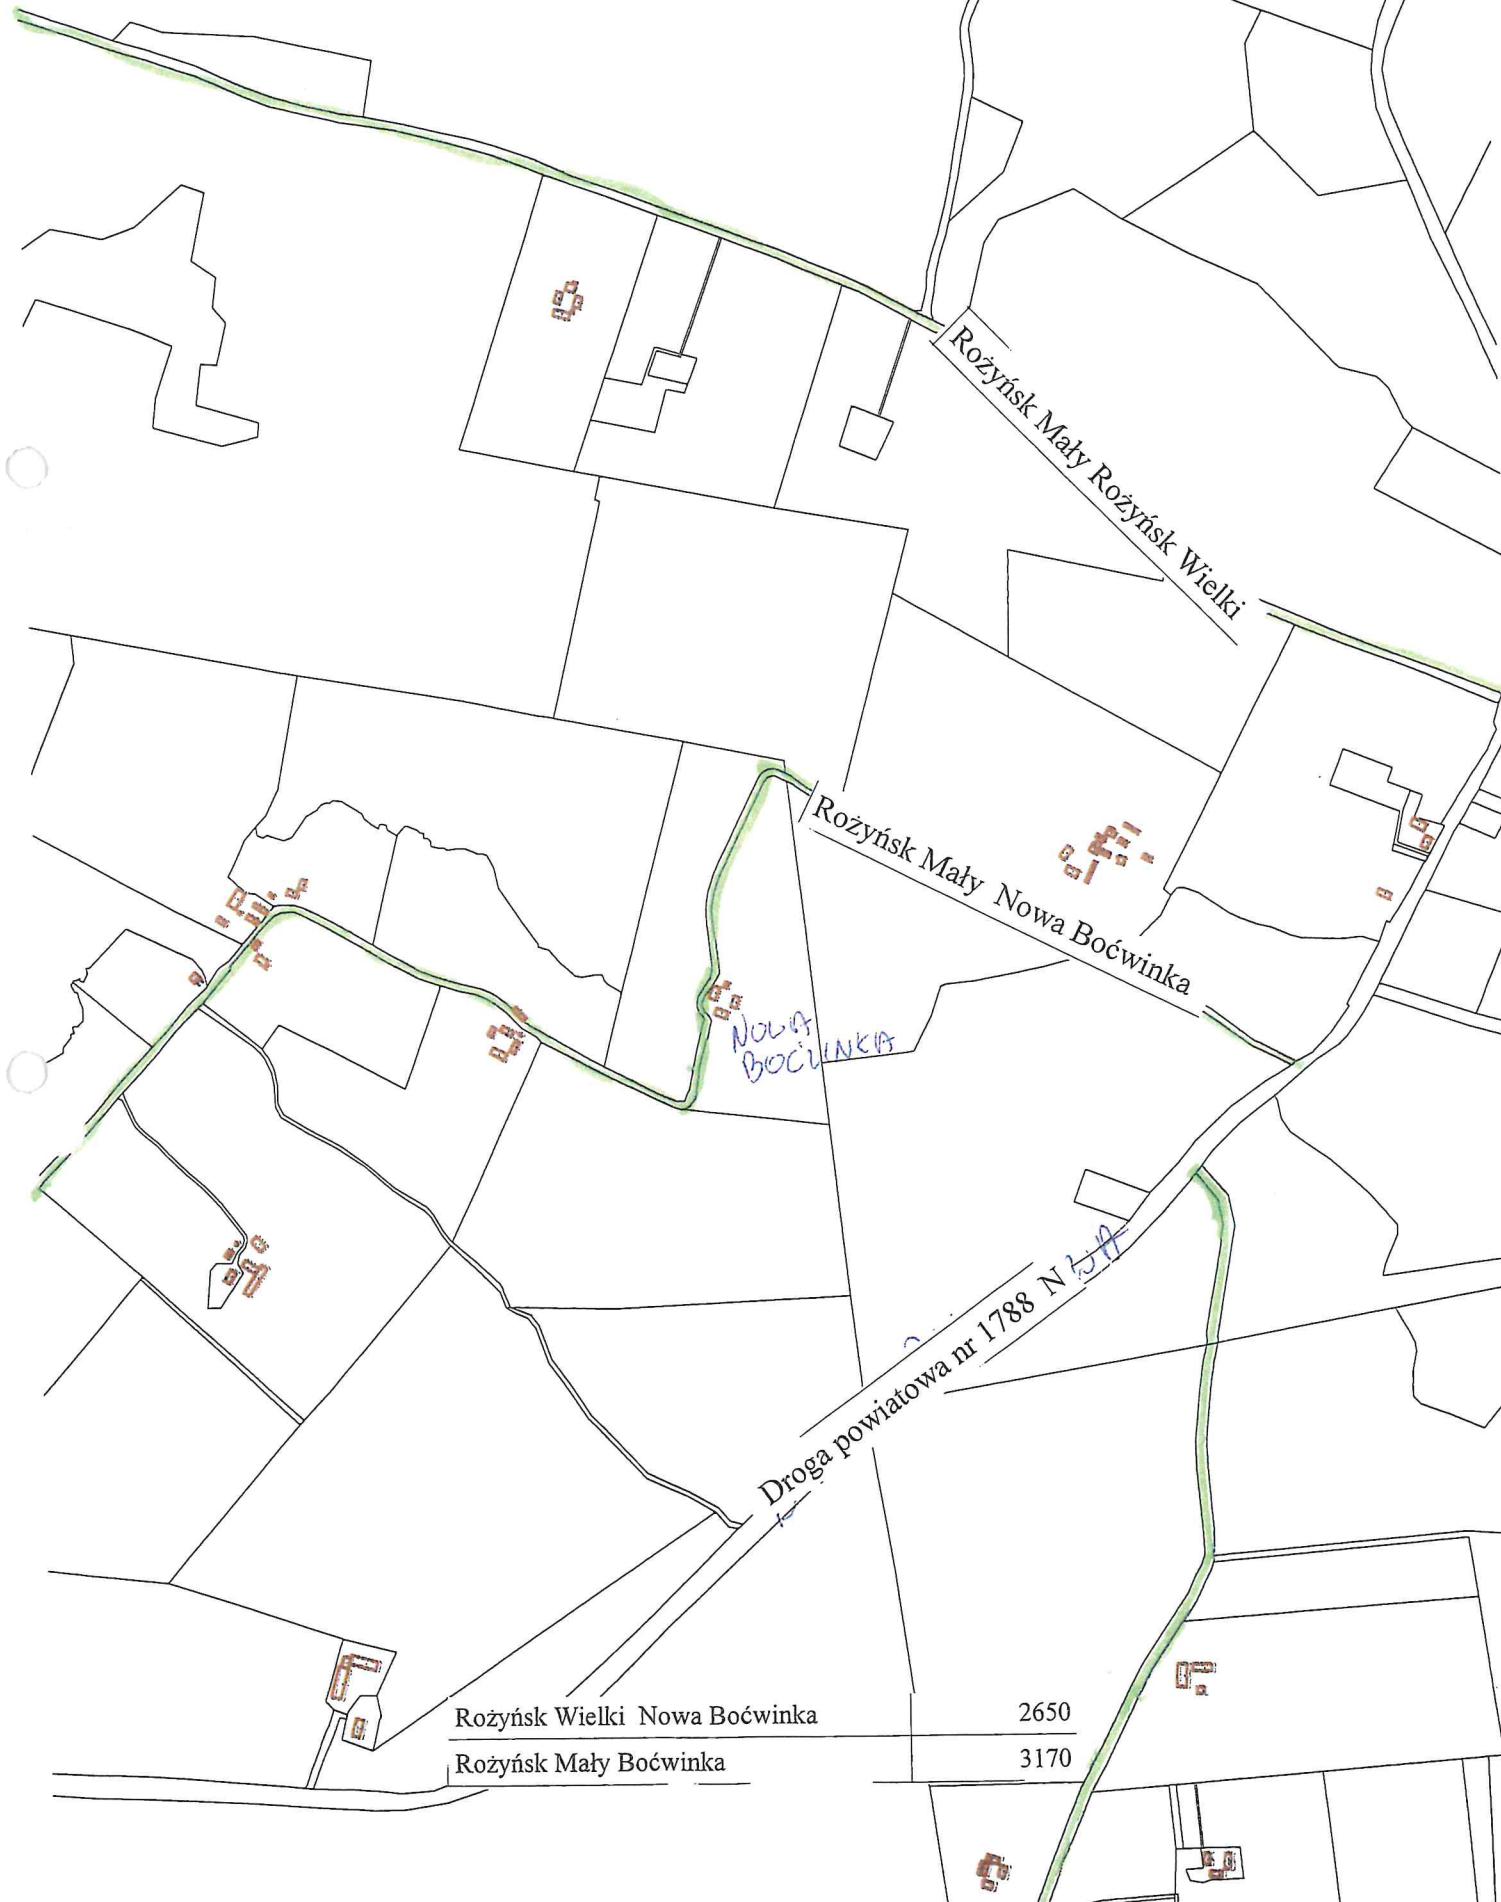 Rożyńsk Mały Rożyńsk Wielki
Rożyńsk Mały Nowa Boćwinka
NOWA
BOĆWINKA
Droga powiatowa nr 1788 N
Rożyńsk Wielki Nowa Boćwinka 2650
Rożyńsk Mały Boćwinka 3170